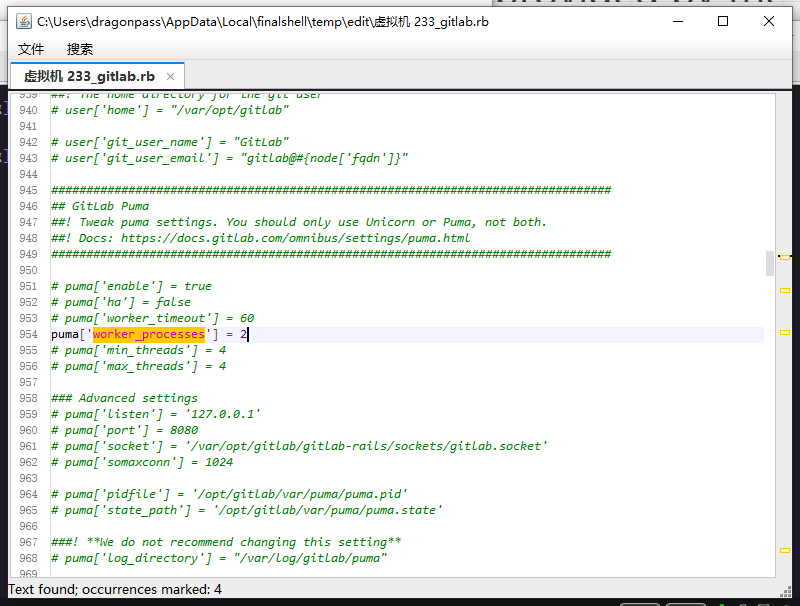 C:\Users\dragonpass\AppData\Local\finalshell\temp\edit\虚拟机 233_gitlab.rb
文件 搜索
虚拟机 233_gitlab.rb
939 ##! The home directory for the git user
940 # user['home'] = "/var/opt/gitlab"
941
942 # user['git_user_name'] = "GitLab"
943 # user['git_user_email'] = "gitlab@#{node['fqdn']}"
944
945 ################################################################################
946 ## GitLab Puma
947 ##! Tweak puma settings. You should only use Unicorn or Puma, not both.
948 ##! Docs: https://docs.gitlab.com/omnibus/settings/puma.html
949 ################################################################################
950
951 # puma['enable'] = true
952 # puma['ha'] = false
953 # puma['worker_timeout'] = 60
954 puma['worker_processes'] = 2
955 # puma['min_threads'] = 4
956 # puma['max_threads'] = 4
957
958 ### Advanced settings
959 # puma['listen'] = '127.0.0.1'
960 # puma['port'] = 8080
961 # puma['socket'] = '/var/opt/gitlab/gitlab-rails/sockets/gitlab.socket'
962 # puma['somaxconn'] = 1024
963
964 # puma['pidfile'] = '/opt/gitlab/var/puma/puma.pid'
965 # puma['state_path'] = '/opt/gitlab/var/puma/puma.state'
966
967 ###! **We do not recommend changing this setting**
968 # puma['log_directory'] = "/var/log/gitlab/puma"
969
Text found; occurrences marked: 4